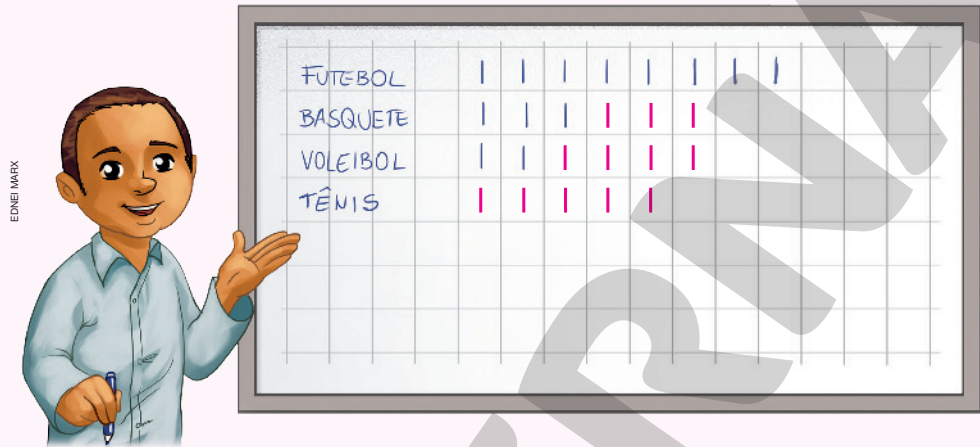 EDNEI MARX
FUTEBOL | | | | | | | |
BASQUETE | | | | | |
VOLEIBOL | | | | | |
TÊNIS | | | | |